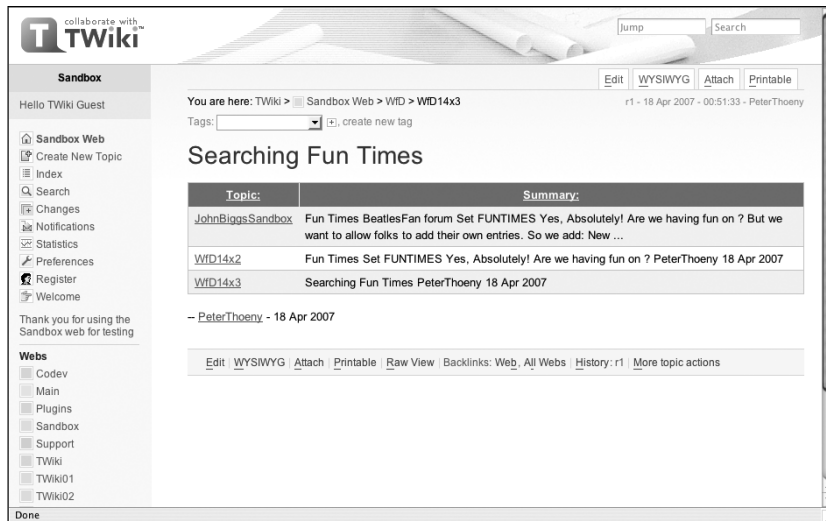 collaborate with
TWiki™
Jump
Search
Sandbox
Edit WYSIWYG Attach Printable
Hello TWiki Guest
You are here: TWiki > Sandbox Web > WfD > WfD14x3
r1 - 18 Apr 2007 - 00:51:33 - PeterThoeny
Tags: , create new tag
Searching Fun Times
Sandbox Web
Create New Topic
Index
Search
Changes
Notifications
Statistics
Preferences
Register
Welcome
Thank you for using the
Sandbox web for testing
Webs
Codev
Main
Plugins
Sandbox
Support
TWiki
TWiki01
TWiki02
Topic: Summary:
JohnBiggsSandbox Fun Times BeatlesFan forum Set FUNTIMES Yes, Absolutely! Are we having fun on ? But we
want to allow folks to add their own entries. So we add: New ...
WfD14x2 Fun Times Set FUNTIMES Yes, Absolutely! Are we having fun on ? PeterThoeny 18 Apr 2007
WfD14x3 Searching Fun Times PeterThoeny 18 Apr 2007
-- PeterThoeny - 18 Apr 2007
Edit | WYSIWYG | Attach | Printable | Raw View | Backlinks: Web, All Webs | History: r1 | More topic actions
Done